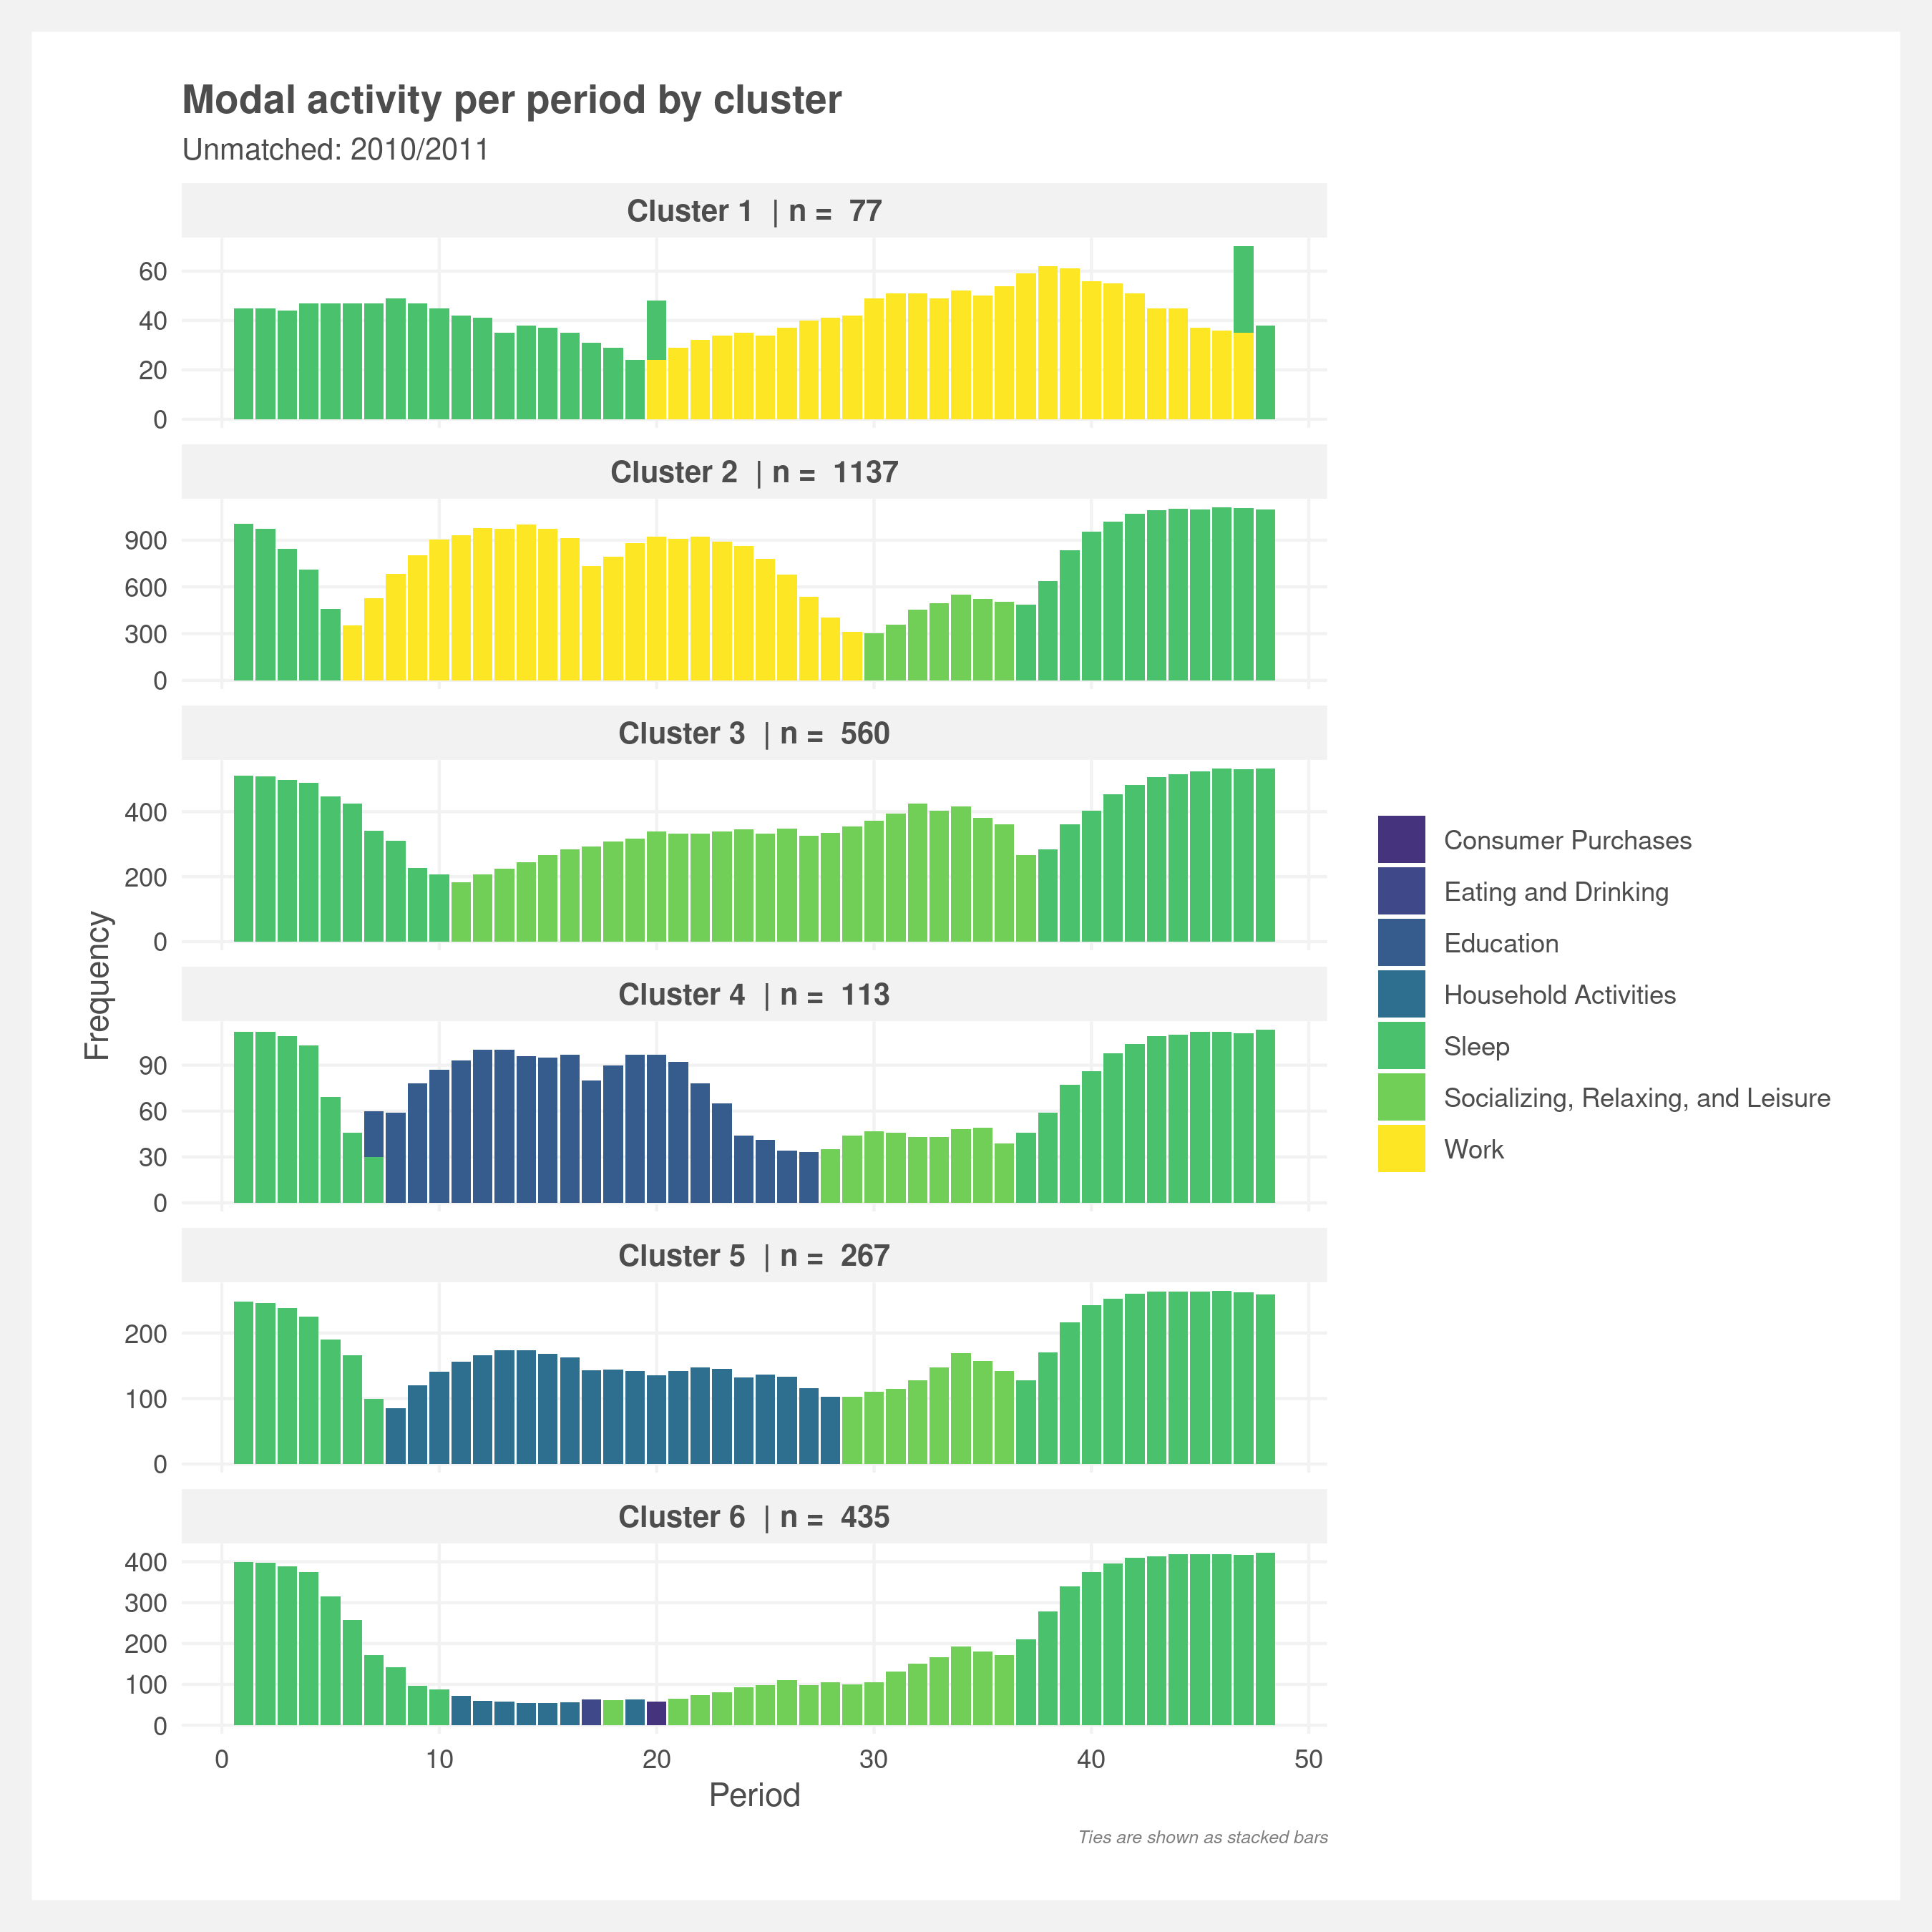 Modal activity per period by cluster
Unmatched: 2010/2011
Cluster 1 | n = 77
60
40
20
0
Cluster 2 | n = 1137
900
600
300
0
Cluster 3 | n = 560
400
200
0
Cluster 4 | n = 113
90
60
30
0
Cluster 5 | n = 267
200
100
0
Cluster 6 | n = 435
400
300
200
100
0
0 10 20 30 40 50
Period
Frequency
Consumer Purchases
Eating and Drinking
Education
Household Activities
Sleep
Socializing, Relaxing, and Leisure
Work
Ties are shown as stacked bars